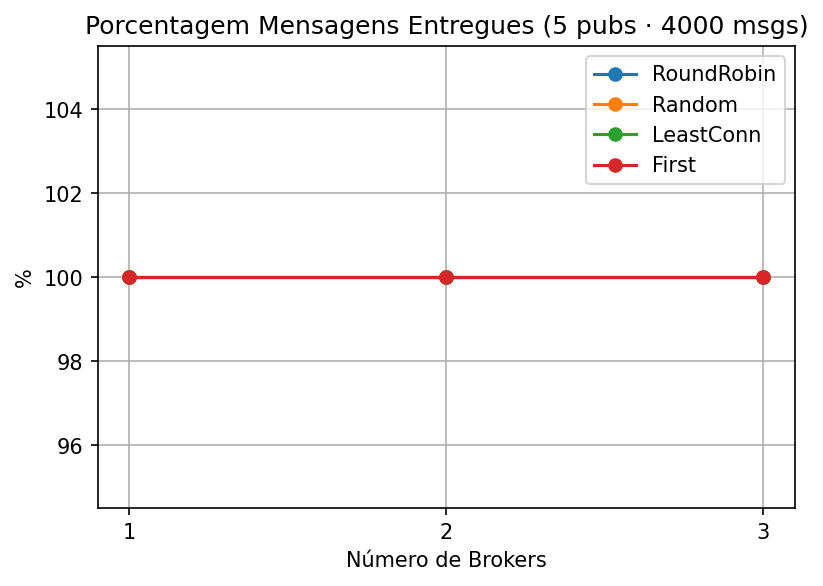 Porcentagem Mensagens Entregues (5 pubs · 4000 msgs)
RoundRobin
Random
LeastConn
First
104
102
100
98
96
%
1
2
3
Número de Brokers